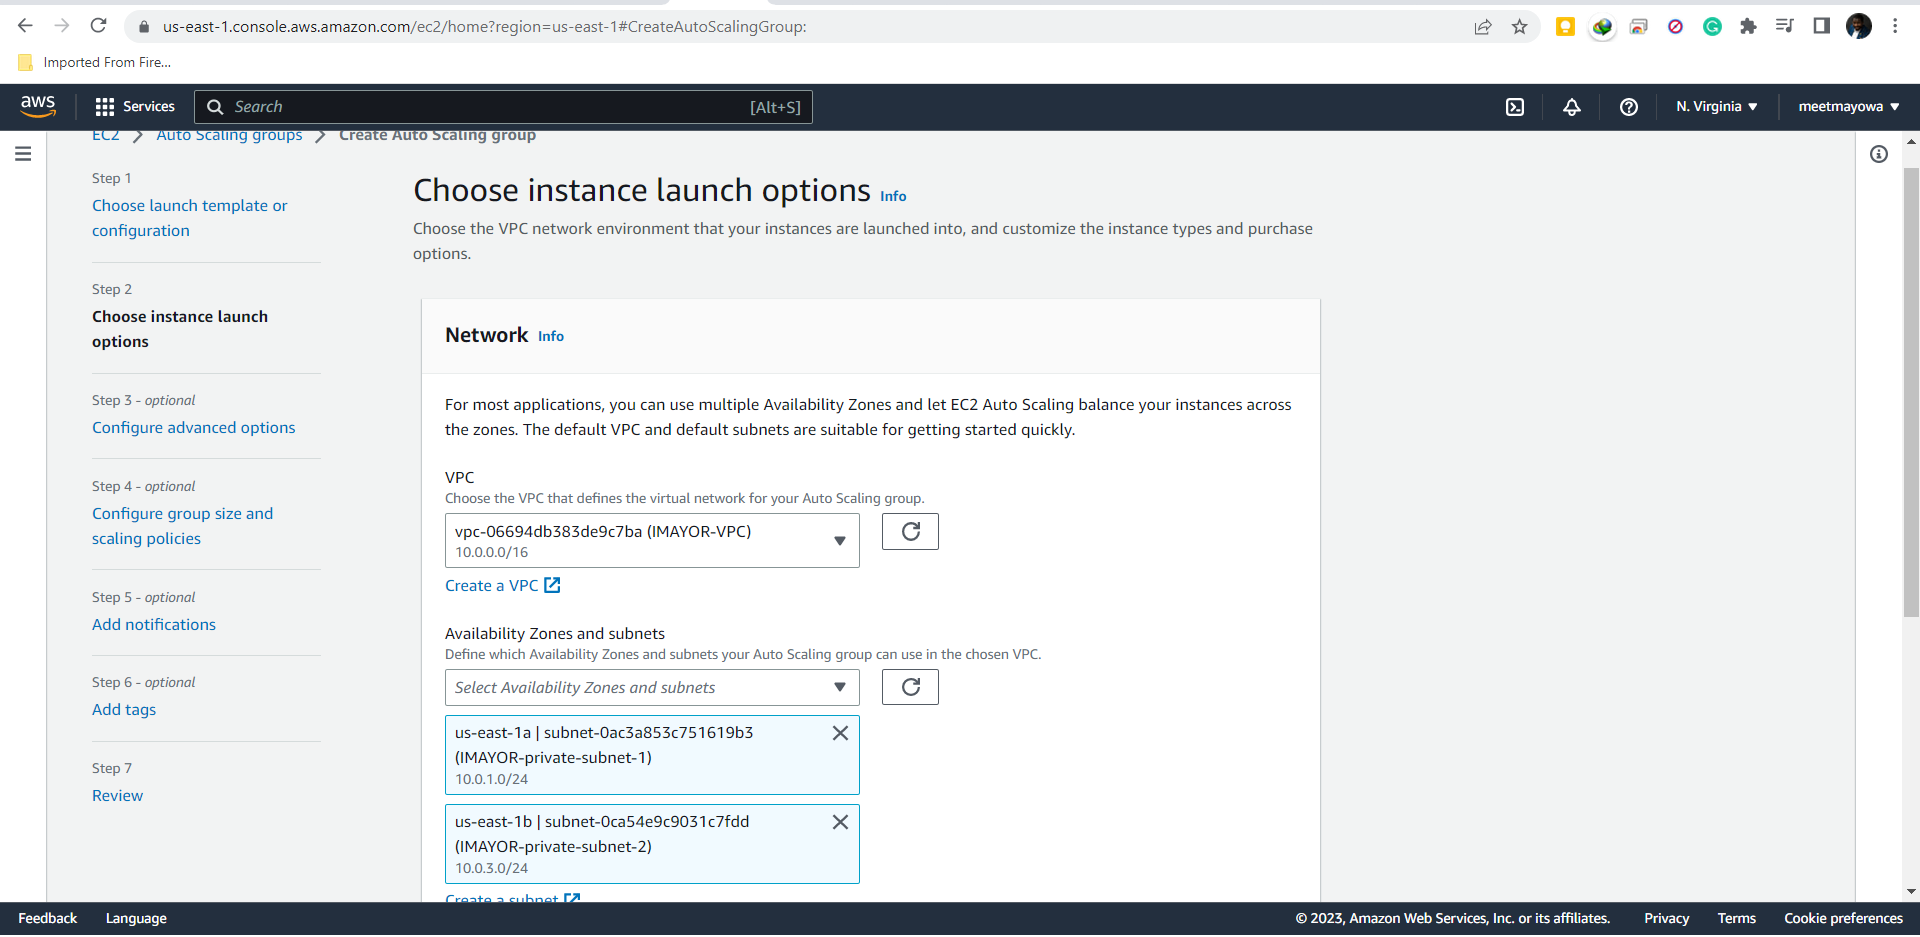 us-east-1.console.aws.amazon.com/ec2/home?region=us-east-1#CreateAutoScalingGroup:
Imported From Fire...
aws
Services
Search
[Alt+S]
N. Virginia
meetmayowa
EC2
Auto Scaling groups
Create Auto Scaling group
Step 1
Choose launch template or
configuration
Step 2
Choose instance launch
options
Step 3 - optional
Configure advanced options
Step 4 - optional
Configure group size and
scaling policies
Step 5 - optional
Add notifications
Step 6 - optional
Add tags
Step 7
Review
Choose instance launch options Info
Choose the VPC network environment that your instances are launched into, and customize the instance types and purchase
options.
Network Info
For most applications, you can use multiple Availability Zones and let EC2 Auto Scaling balance your instances across
the zones. The default VPC and default subnets are suitable for getting started quickly.
VPC
Choose the VPC that defines the virtual network for your Auto Scaling group.
vpc-06694db383de9c7ba (IMAYOR-VPC)
10.0.0.0/16
Create a VPC
Availability Zones and subnets
Define which Availability Zones and subnets your Auto Scaling group can use in the chosen VPC.
Select Availability Zones and subnets
us-east-1a | subnet-0ac3a853c751619b3
(IMAYOR-private-subnet-1)
10.0.1.0/24
us-east-1b | subnet-0ca54e9c9031c7fdd
(IMAYOR-private-subnet-2)
10.0.3.0/24
Create a subnet
Feedback
Language
© 2023, Amazon Web Services, Inc. or its affiliates.
Privacy
Terms
Cookie preferences